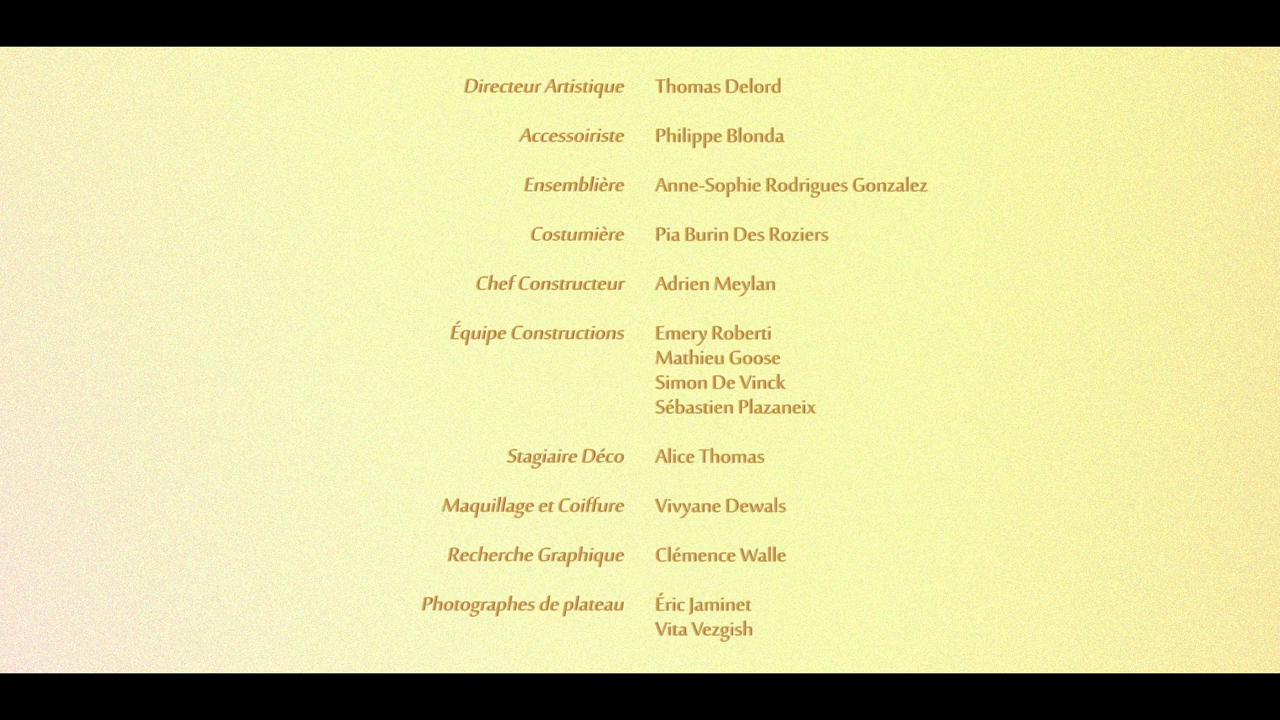 Directeur Artistique Thomas Delord
Accessoiriste Philippe Blonda
Ensemblière Anne-Sophie Rodrigues Gonzalez
Costumière Pia Burin Des Roziers
Chef Constructeur Adrien Meylan
Équipe Constructions Emery Roberti
Mathieu Goose
Simon De Vinck
Sébastien Plazaneix
Stagiaire Déco Alice Thomas
Maquillage et Coiffure Vivyane Dewals
Recherche Graphique Clémence Walle
Photographes de plateau Éric Jaminet
Vita Vezgish